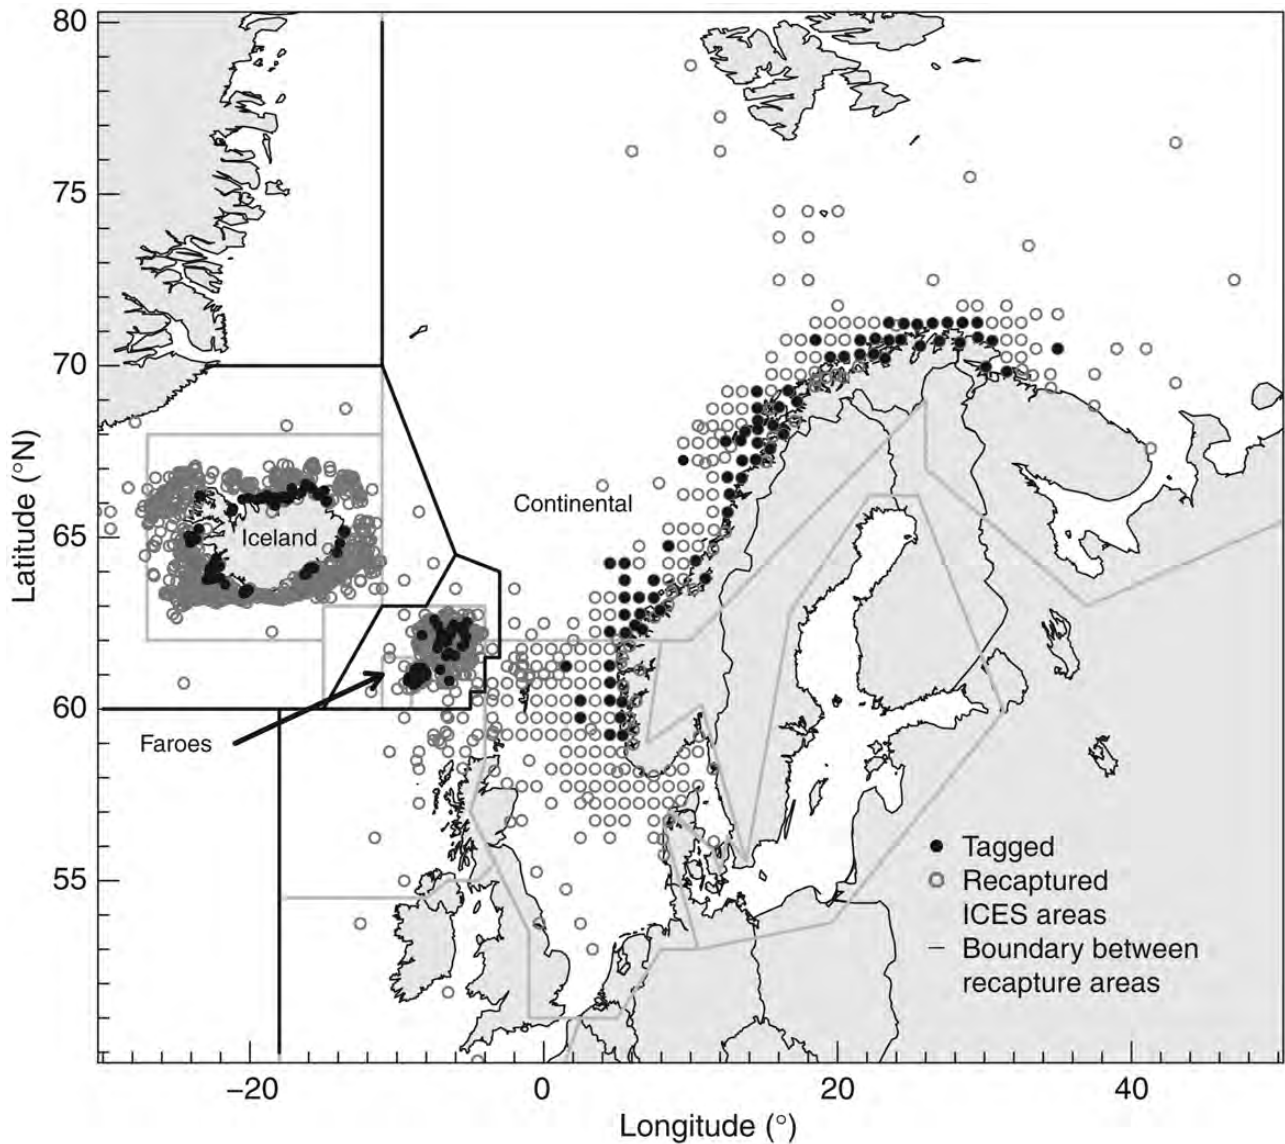 80
75
70
65
60
55
Latitude (°N)
Iceland
Continental
Faroes
Tagged
Recaptured
ICES areas
Boundary between
recapture areas
−20
0
20
40
Longitude (°)